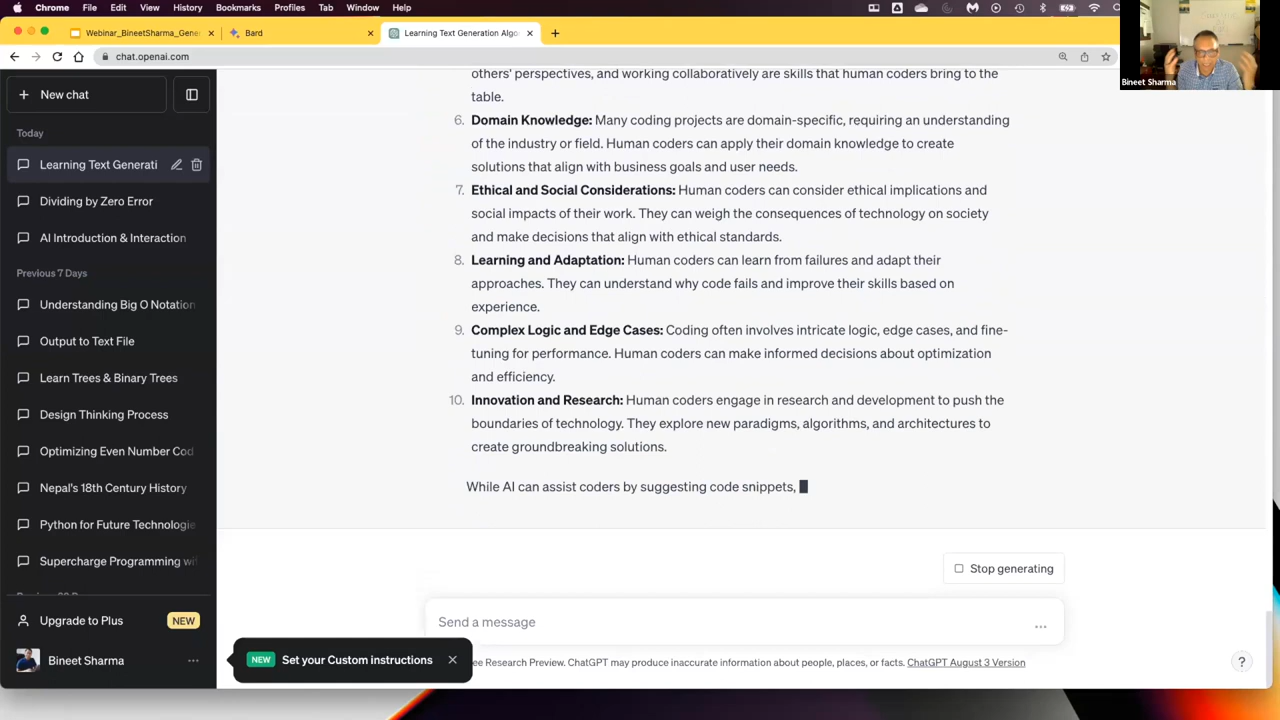 Chrome File Edit View History Bookmarks Profiles Tab Window Help
Webinar_BineetSharma_Gene
Bard
Learning Text Generation Algo
chat.openai.com
Bineet Sharma
New chat
Today
Learning Text Generati
Dividing by Zero Error
AI Introduction & Interaction
Previous 7 Days
Understanding Big O Notation
Output to Text File
Learn Trees & Binary Trees
Design Thinking Process
Optimizing Even Number Cod
Nepal's 18th Century History
Python for Future Technologie
Supercharge Programming wi
Upgrade to Plus NEW
Bineet Sharma
others' perspectives, and working collaboratively are skills that human coders bring to the
table.
6. Domain Knowledge: Many coding projects are domain-specific, requiring an understanding
of the industry or field. Human coders can apply their domain knowledge to create
solutions that align with business goals and user needs.
7. Ethical and Social Considerations: Human coders can consider ethical implications and
social impacts of their work. They can weigh the consequences of technology on society
and make decisions that align with ethical standards.
8. Learning and Adaptation: Human coders can learn from failures and adapt their
approaches. They can understand why code fails and improve their skills based on
experience.
9. Complex Logic and Edge Cases: Coding often involves intricate logic, edge cases, and fine-
tuning for performance. Human coders can make informed decisions about optimization
and efficiency.
10. Innovation and Research: Human coders engage in research and development to push the
boundaries of technology. They explore new paradigms, algorithms, and architectures to
create groundbreaking solutions.
While AI can assist coders by suggesting code snippets,
Stop generating
Send a message
NEW Set your Custom instructions
ee Research Preview. ChatGPT may produce inaccurate information about people, places, or facts. ChatGPT August 3 Version
?